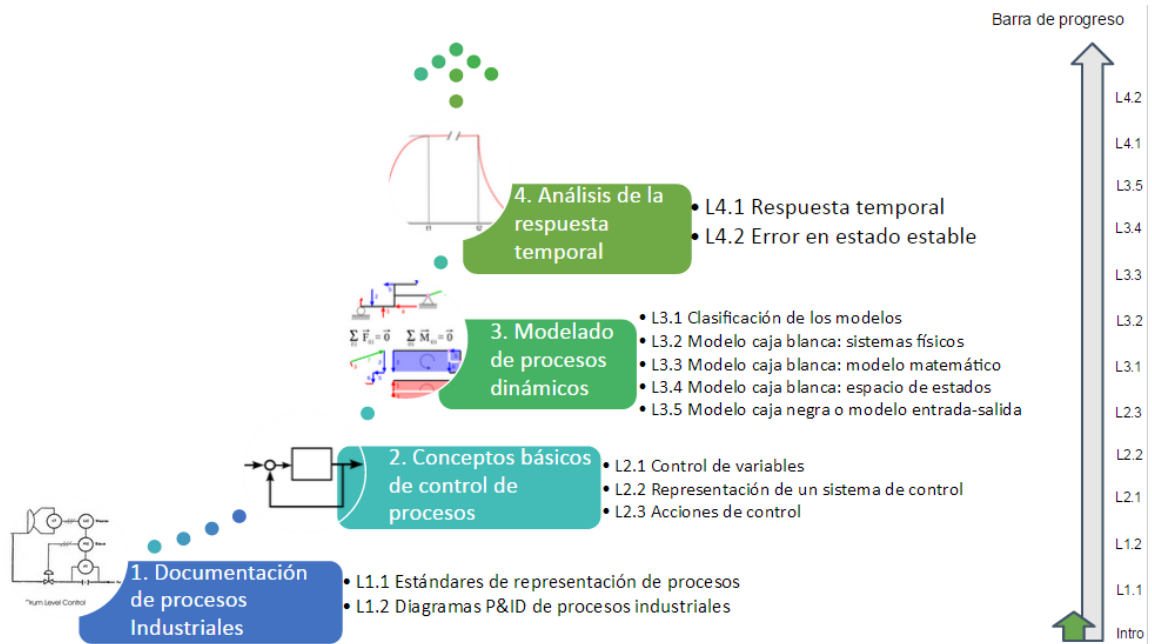 Barra de progreso
4. Análisis de la
respuesta
temporal
• L4.1 Respuesta temporal
• L4.2 Error en estado estable
t1
t2
3. Modelado
de procesos
dinámicos
• L3.1 Clasificación de los modelos
• L3.2 Modelo caja blanca: sistemas físicos
• L3.3 Modelo caja blanca: modelo matemático
• L3.4 Modelo caja blanca: espacio de estados
• L3.5 Modelo caja negra o modelo entrada-salida
2. Conceptos básicos
de control de
procesos
• L2.1 Control de variables
• L2.2 Representación de un sistema de control
• L2.3 Acciones de control
1. Documentación
de procesos
Industriales
• L1.1 Estándares de representación de procesos
• L1.2 Diagramas P&ID de procesos industriales
Level Control
L4.2
L4.1
L3.5
L3.4
L3.3
L3.2
L3.1
L2.3
L2.2
L2.1
L1.2
L1.1
Intro